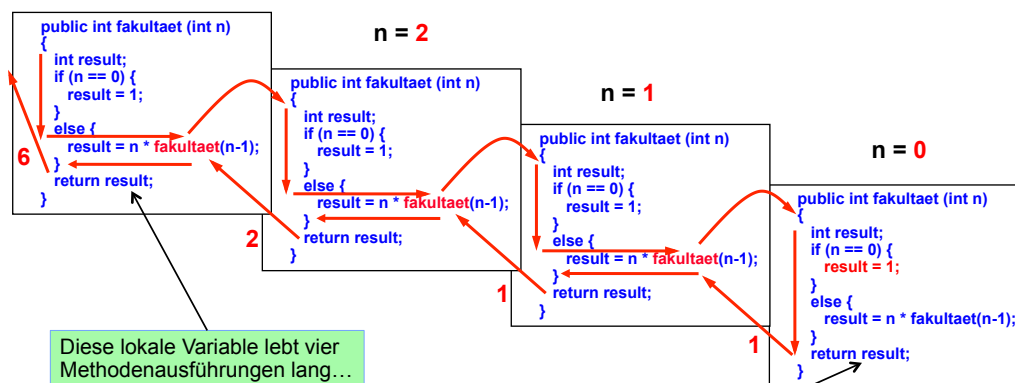 public int fakultaet (int n)
{
int result;
if (n == 0) {
result = 1;
}
else {
result = n * fakultaet(n-1);
}
return result;
}
6
n = 2
public int fakultaet (int n)
{
int result;
if (n == 0) {
result = 1;
}
else {
result = n * fakultaet(n-1);
}
return result;
}
2
n = 1
public int fakultaet (int n)
{
int result;
if (n == 0) {
result = 1;
}
else {
result = n * fakultaet(n-1);
}
return result;
}
1
n = 0
public int fakultaet (int n)
{
int result;
if (n == 0) {
result = 1;
}
else {
result = n * fakultaet(n-1);
}
return result;
}
1
Diese lokale Variable lebt vier
Methodenausführungen lang…